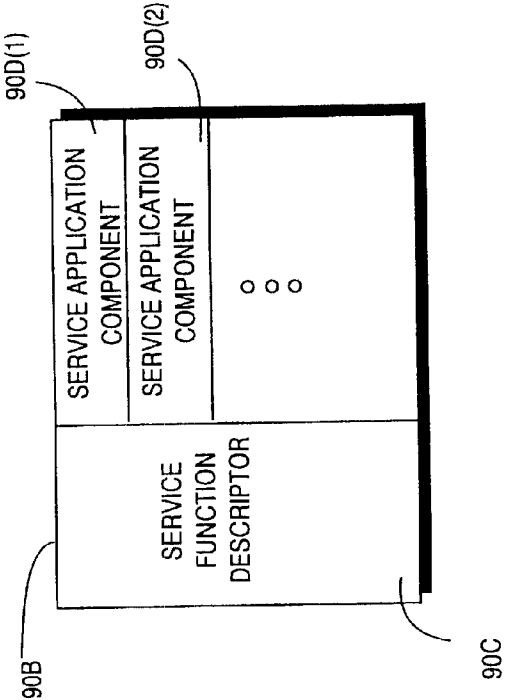 90B
SERVICE
FUNCTION
DESCRIPTOR
90C
SERVICE APPLICATION
COMPONENT
90D(1)
SERVICE APPLICATION
COMPONENT
90D(2)